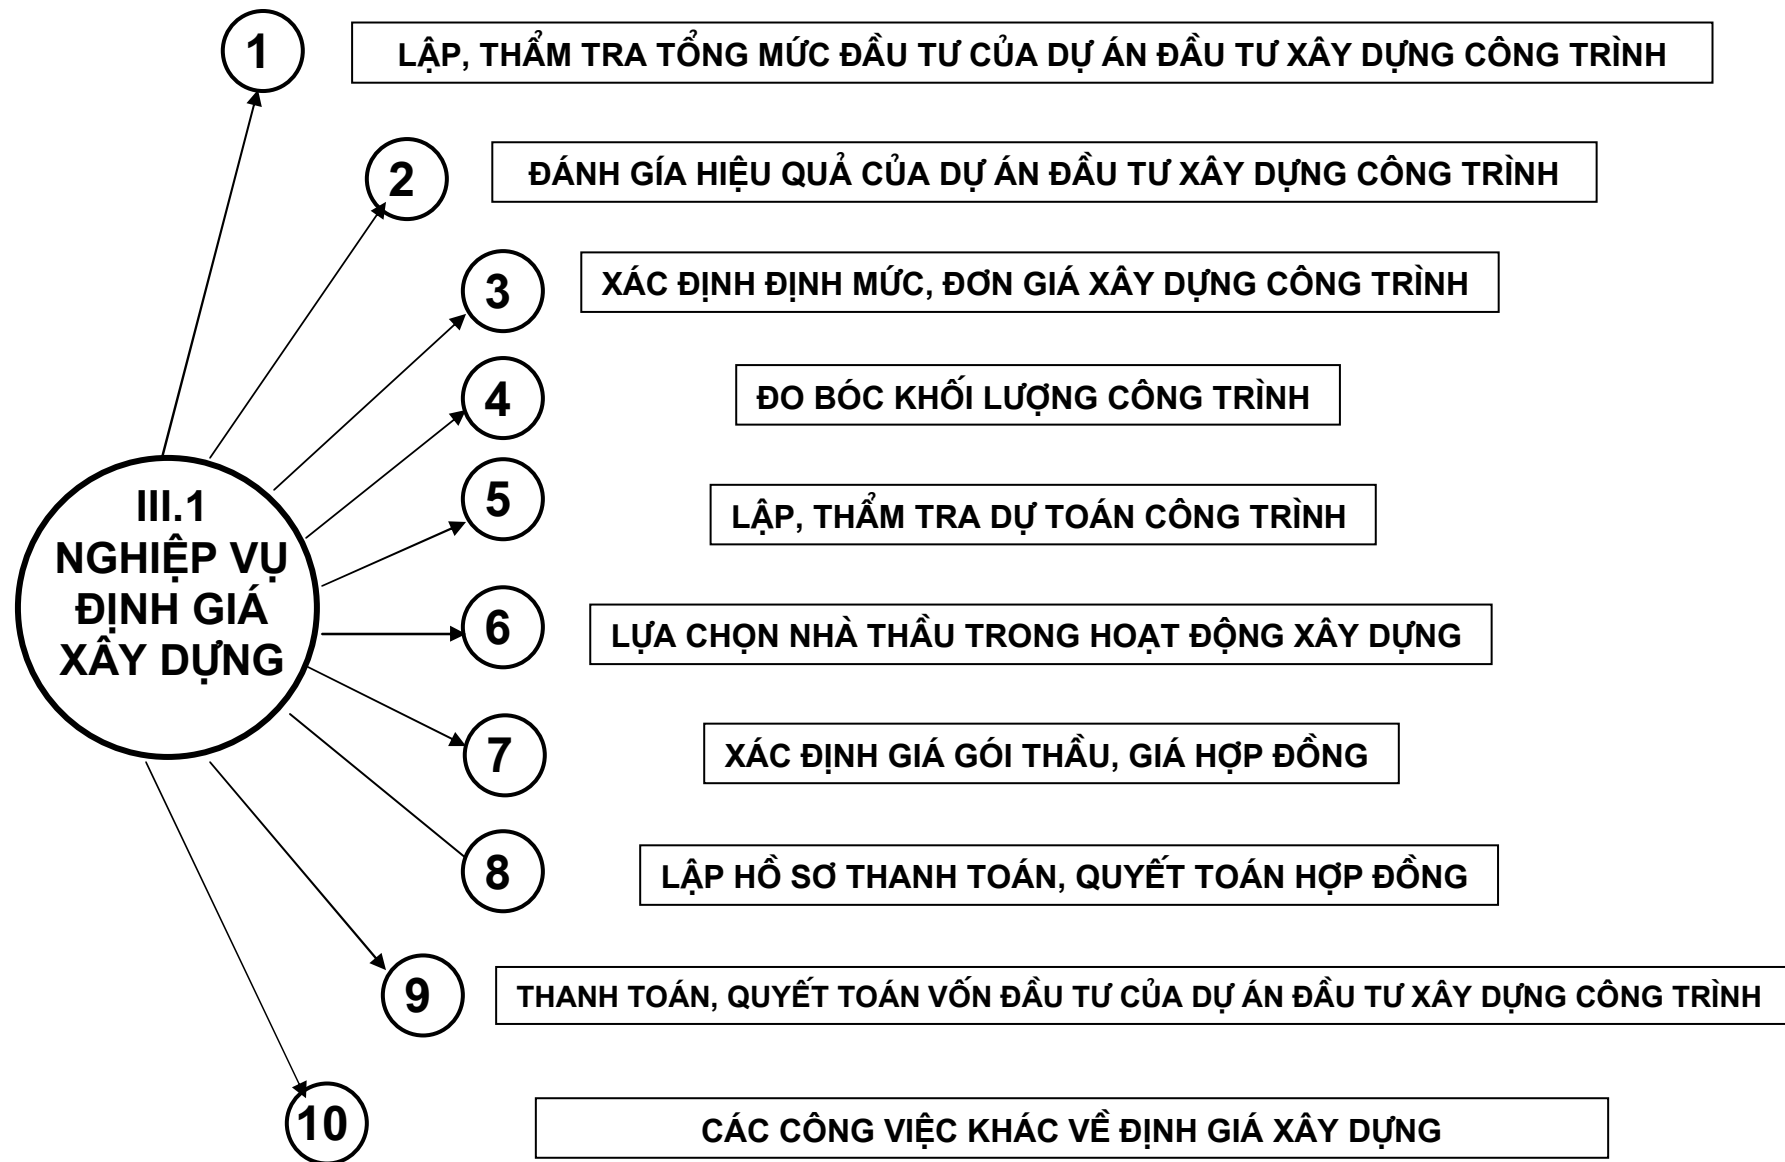 1
LẬP, THẨM TRA TỔNG MỨC ĐẦU TƯ CỦA DỰ ÁN ĐẦU TƯ XÂY DỰNG CÔNG TRÌNH
2
ĐÁNH GÍA HIỆU QUẢ CỦA DỰ ÁN ĐẦU TƯ XÂY DỰNG CÔNG TRÌNH
3
XÁC ĐỊNH ĐỊNH MỨC, ĐƠN GIÁ XÂY DỰNG CÔNG TRÌNH
4
ĐO BÓC KHỐI LƯỢNG CÔNG TRÌNH
III.1
NGHIỆP VỤ
ĐỊNH GIÁ
XÂY DỰNG
5
LẬP, THẨM TRA DỰ TOÁN CÔNG TRÌNH
6
LỰA CHỌN NHÀ THẦU TRONG HOẠT ĐỘNG XÂY DỰNG
7
XÁC ĐỊNH GIÁ GÓI THẦU, GIÁ HỢP ĐỒNG
8
LẬP HỒ SƠ THANH TOÁN, QUYẾT TOÁN HỢP ĐỒNG
9
THANH TOÁN, QUYẾT TOÁN VỐN ĐẦU TƯ CỦA DỰ ÁN ĐẦU TƯ XÂY DỰNG CÔNG TRÌNH
10
CÁC CÔNG VIỆC KHÁC VỀ ĐỊNH GIÁ XÂY DỰNG